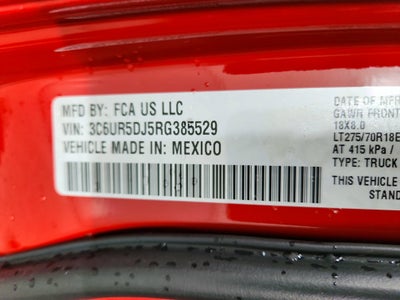 MFD BY: FCA US LLC
VIN: 3C6UR5DJ5RG385529
VEHICLE MADE IN: MEXICO
DATE OF MFR
GAWR FRONT
18X8.0
LT275/70R18E
AT 415 kPa /
TYPE: TRUCK
THIS VEHICLE
STAND